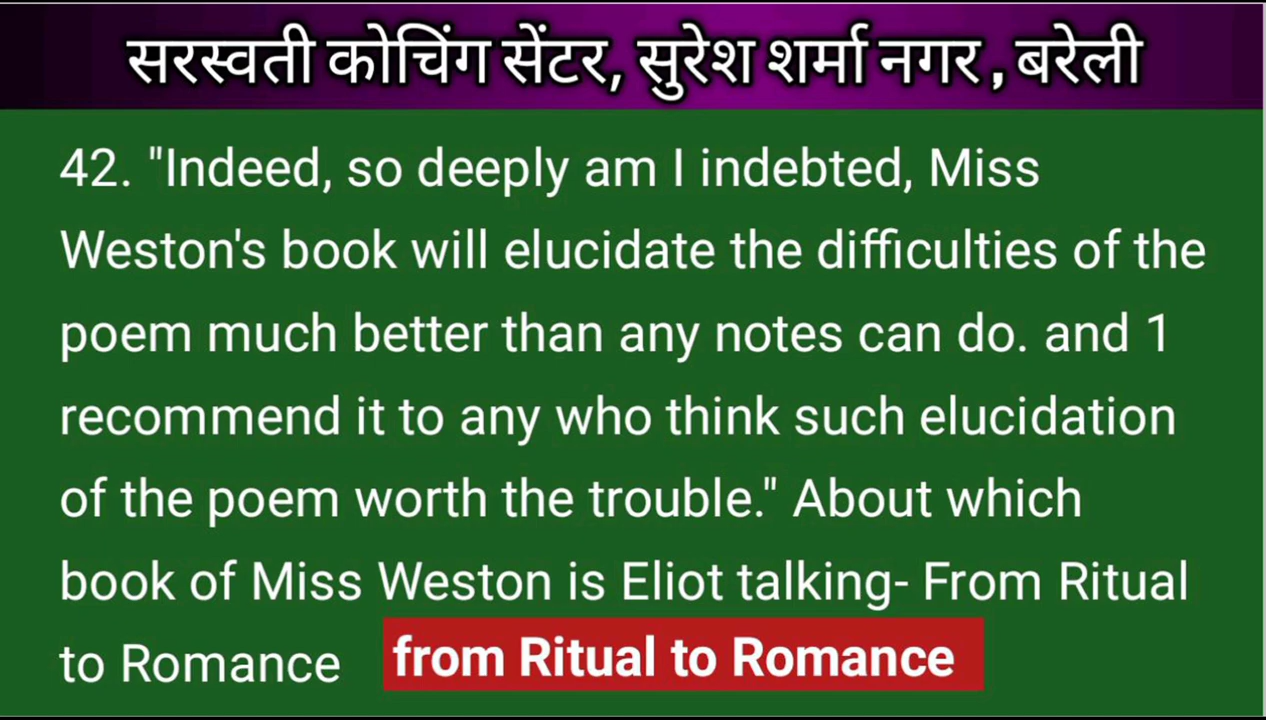 सरस्वती कोचिंग सेंटर, सुरेश शर्मा नगर , बरेली
42. "Indeed, so deeply am I indebted, Miss
Weston's book will elucidate the difficulties of the
poem much better than any notes can do. and 1
recommend it to any who think such elucidation
of the poem worth the trouble." About which
book of Miss Weston is Eliot talking- From Ritual
to Romance from Ritual to Romance